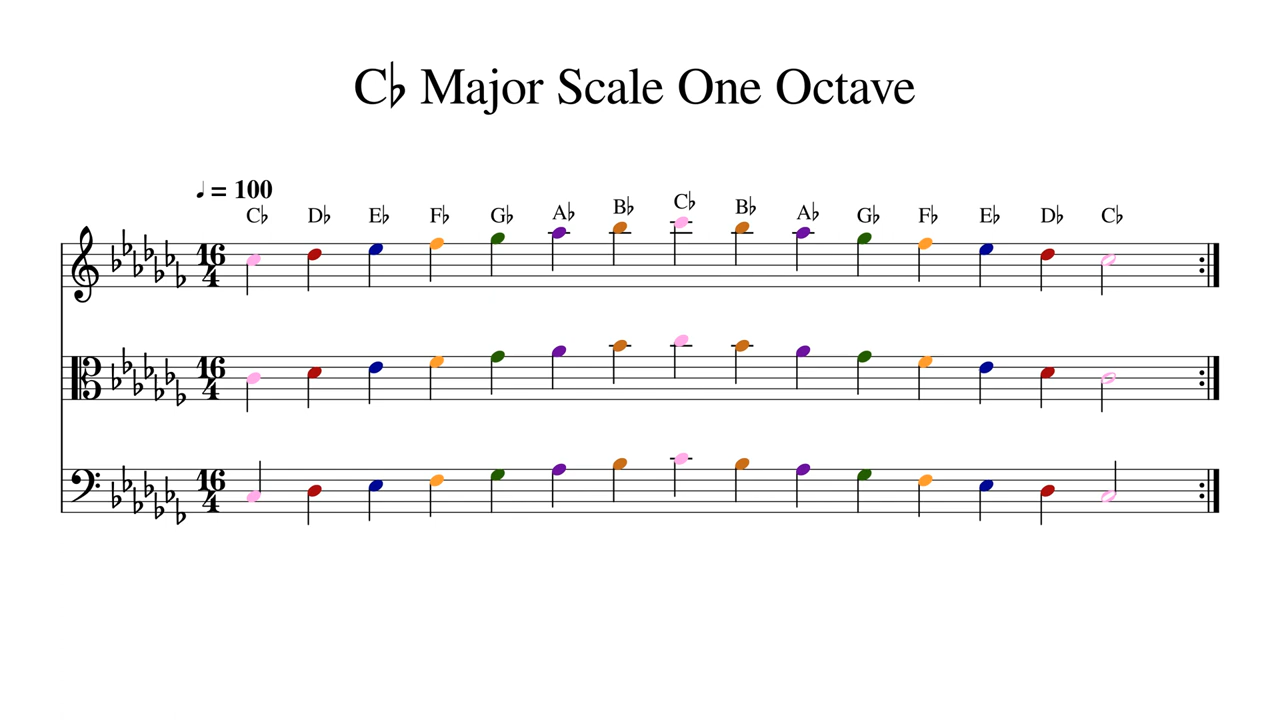 C♭ Major Scale One Octave
♩ = 100
C♭ D♭ E♭ F♭ G♭ A♭ B♭ C♭ B♭ A♭ G♭ F♭ E♭ D♭ C♭
16
4
16
4
16
4